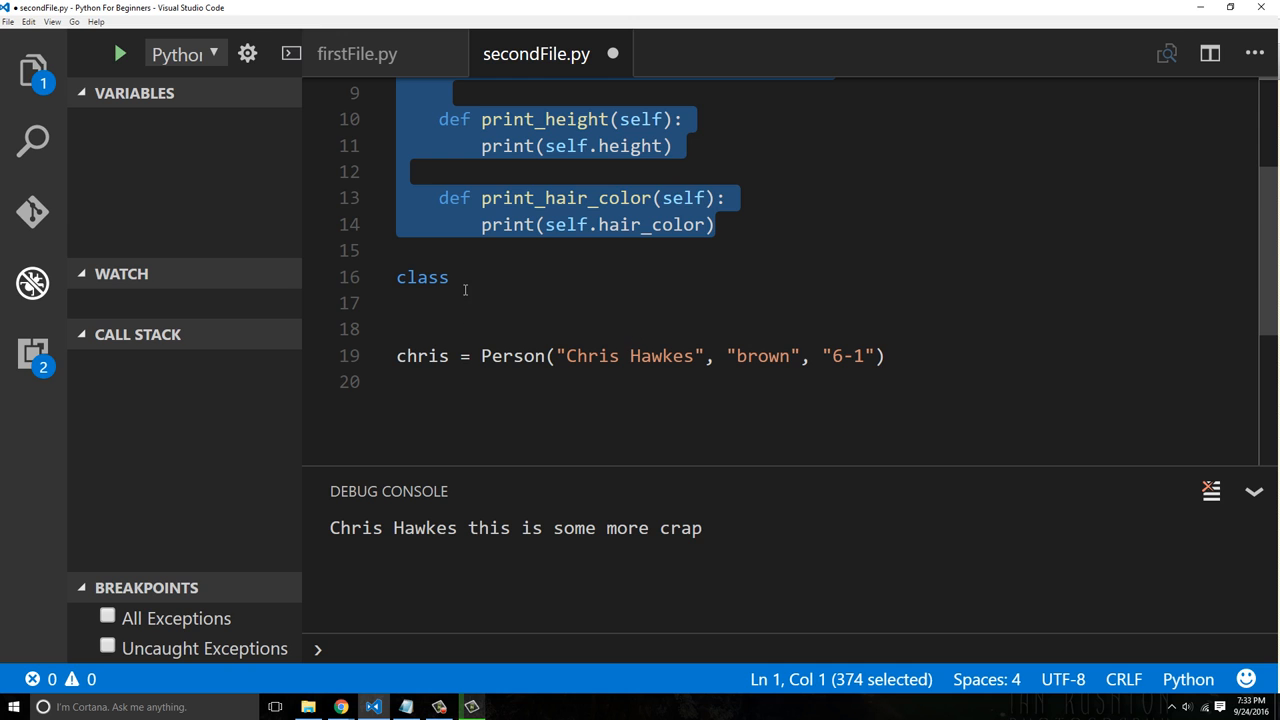 secondFile.py - Python For Beginners - Visual Studio Code
File Edit View Go Help
Pytho
firstFile.py
secondFile.py
1
VARIABLES
WATCH
CALL STACK
2
BREAKPOINTS
All Exceptions
Uncaught Exceptions
9
10 def print_height(self):
11 print(self.height)
12
13 def print_hair_color(self):
14 print(self.hair_color)
15
16 class
17
18
19 chris = Person("Chris Hawkes", "brown", "6-1")
20
DEBUG CONSOLE
Chris Hawkes this is some more crap
0 0 Ln 1, Col 1 (374 selected) Spaces: 4 UTF-8 CRLF Python
I'm Cortana. Ask me anything.
7:33 PM
9/24/2016